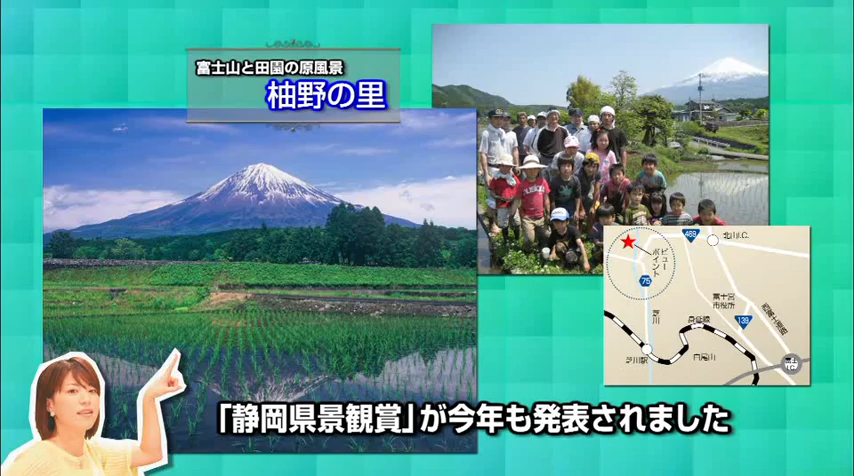 富士山と田園の原風景
柚野の里
469
北山I.C.
ビュー
ポイント
75
富士宮
市役所
139
芝川
身延線
芝川駅
白尾山
「静岡県景観賞」が今年も発表されました